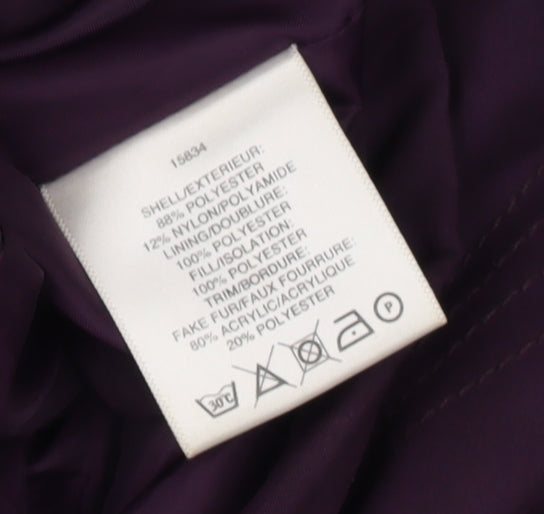 15834
SHELL/EXTERIEUR:
88% POLYESTER
12% NYLON/POLYAMIDE
LINING/DOUBLURE:
100% POLYESTER
FILL/ISOLATION:
100% POLYESTER
TRIM/BORDURE:
FAKE FUR/FAUX FOURRURE:
80% ACRYLIC/ACRYLIQUE
20% POLYESTER
30°C
P